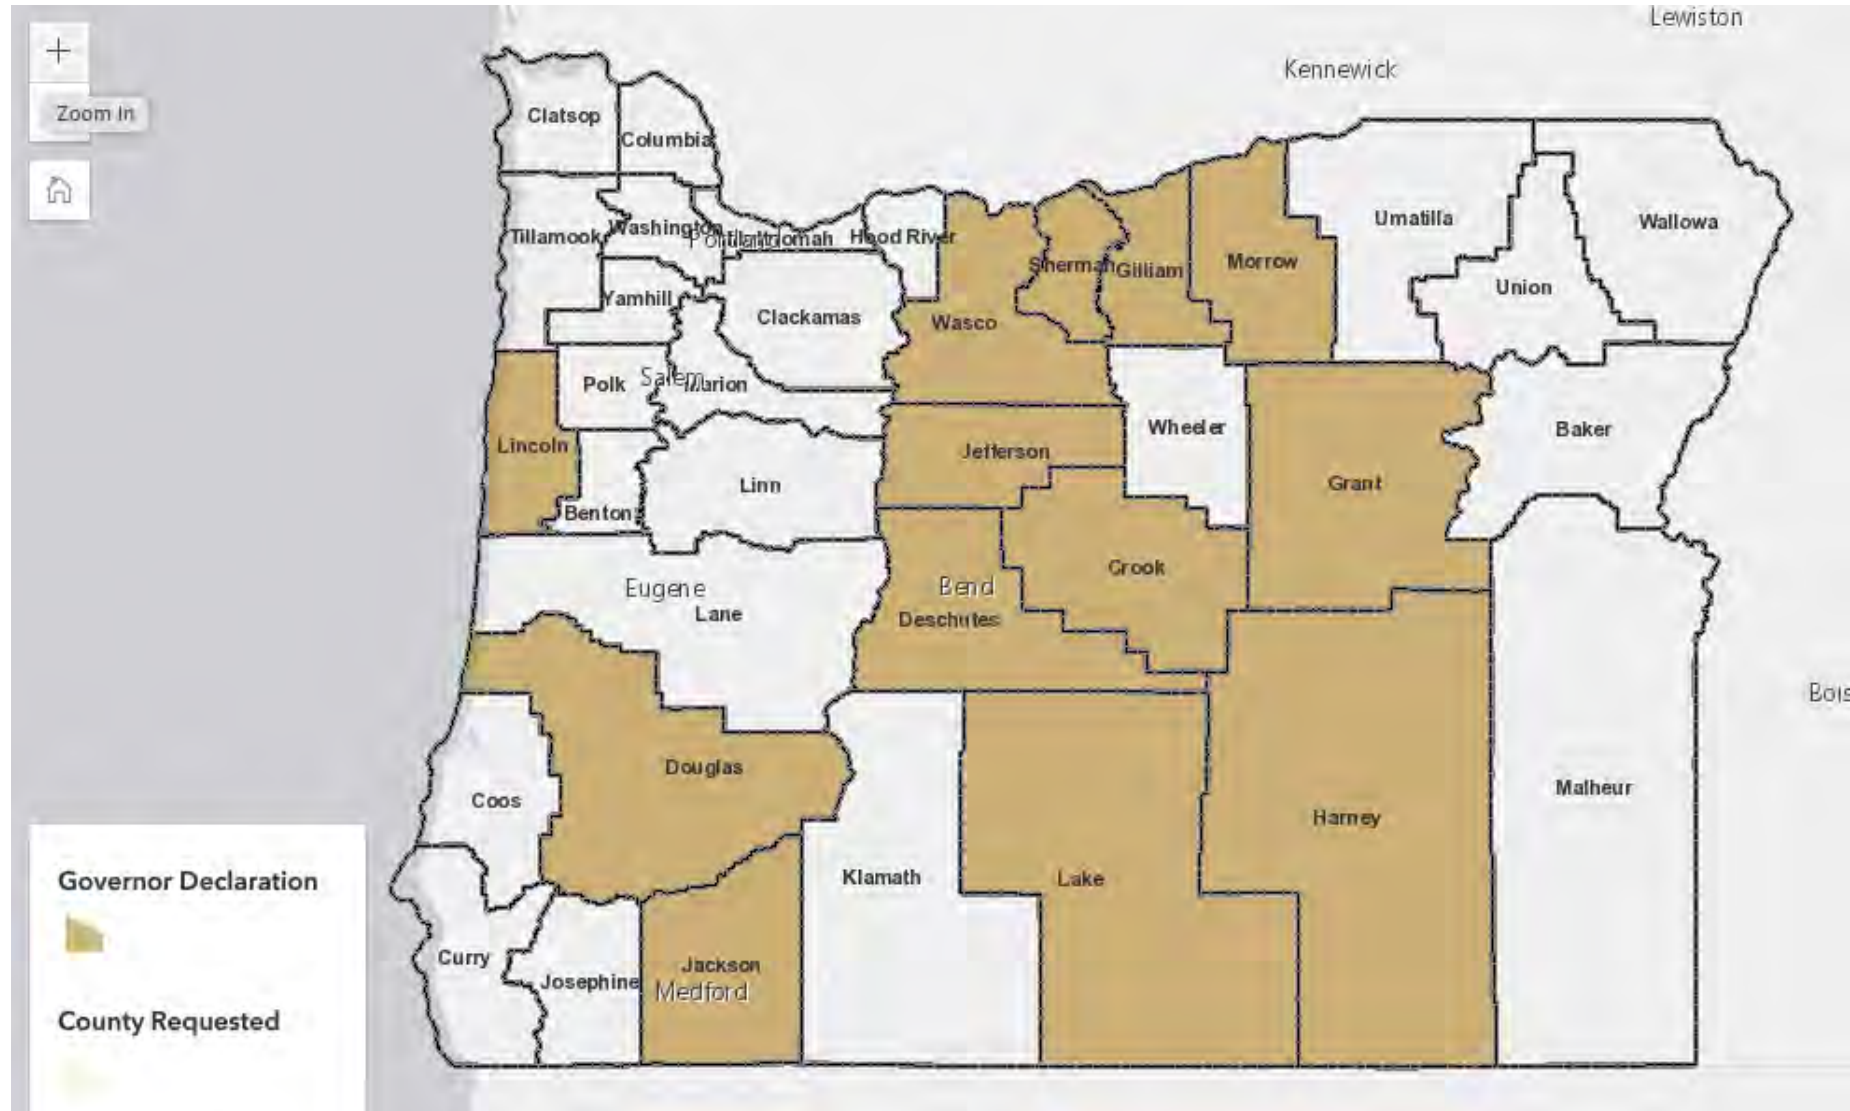 Lewiston
Kennewick
Zoom In
Clatsop
Columbia
Umatilla
Wallowa
Tillamook
Washington
Hood River
Sherman
Gilliam
Morrow
Union
Yamhill
Clackamas
Wasco
Polk
Salem
Marion
Wheeler
Baker
Lincoln
Jefferson
Linn
Grant
Benton
Crook
Eugene
Bend
Lane
Deschutes
Douglas
Coos
Malheur
Harney
Klamath
Lake
Governor Declaration
Curry
Josephine
Jackson
Medford
County Requested